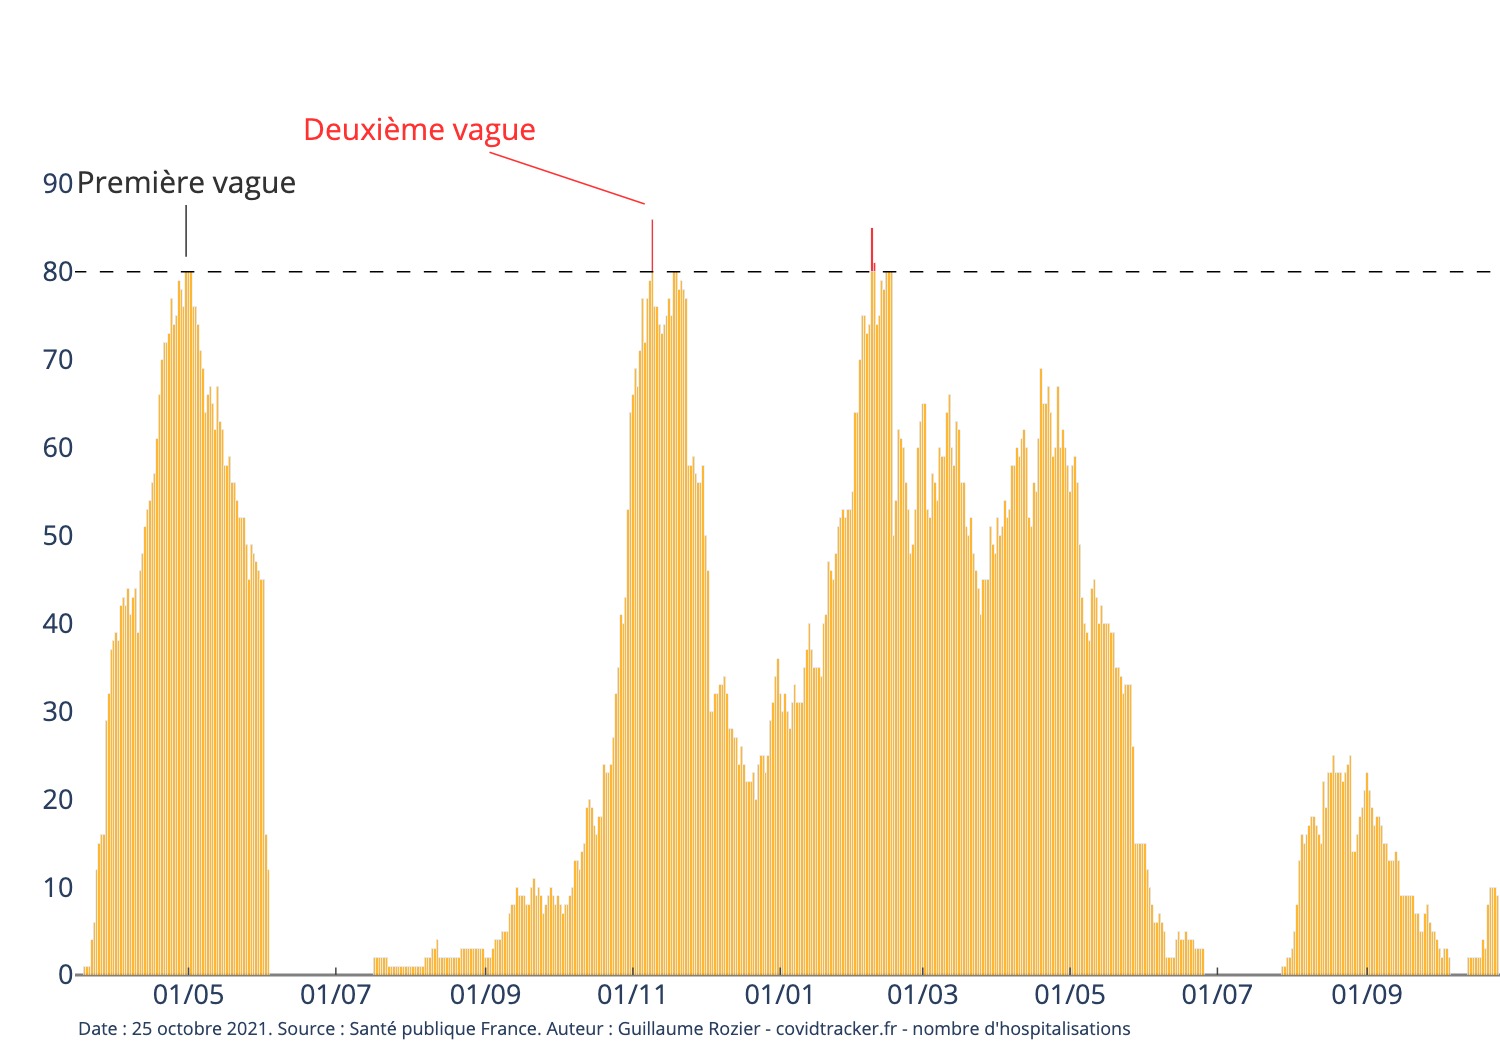 Deuxième vague
90 Première vague
80
70
60
50
40
30
20
10
0
01/05 01/07 01/09 01/11 01/01 01/03 01/05 01/07 01/09
Date : 25 octobre 2021. Source : Santé publique France. Auteur : Guillaume Rozier - covidtracker.fr - nombre d'hospitalisations